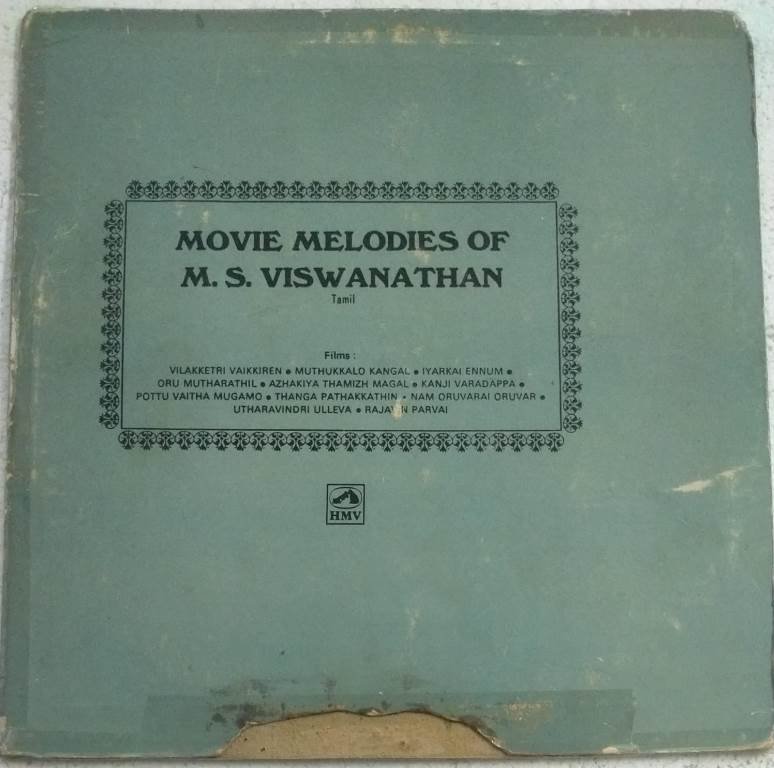 MOVIE MELODIES OF
M. S. VISWANATHAN
Tamil
Films :
VILAKKETRI VAIKKIREN • MUTHUKKALO KANGAL • IYARKAI ENNUM •
ORU MUTHARATHIL • AZHAKIYA THAMIZH MAGAL • KANJI VARADAPPA •
POTTU VAITHA MUGAMO • THANGA PATHAKKATHIN • NAM ORUVARAI ORUVAR •
UTHARAVINDRI ULLEVA • PARVAI
HMV